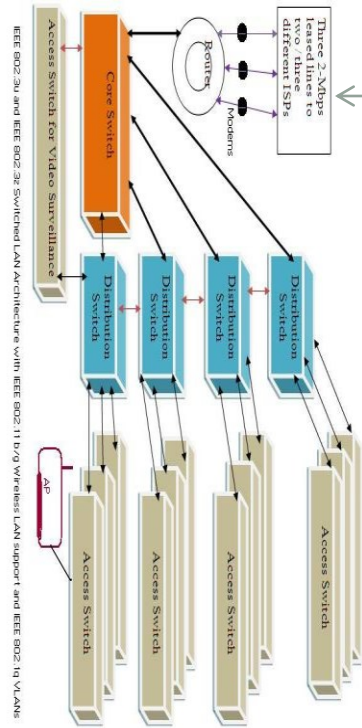 Three 2-Mbps
leased lines to
two /three
different ISPs
Modems
Router
Core Switch
Access Switch for Video Surveillance
Distribution
Switch
Distribution
Switch
Distribution
Switch
Distribution
Switch
Access Switch
Access Switch
Access Switch
Access Switch
AP
IEEE 802.3u and IEEE 802.3z Switched LAN Architecture with IEEE 802.11 b/g Wireless LAN support and IEEE 802.1q VLANs